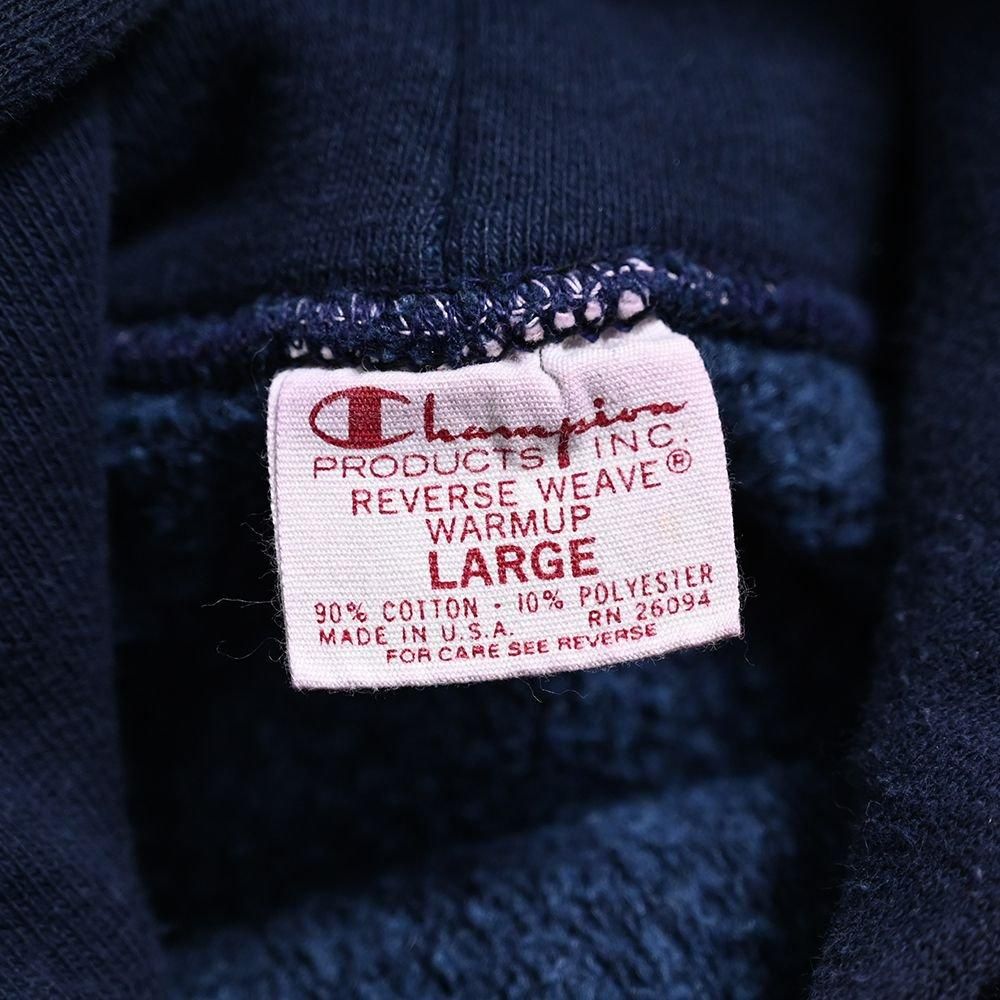 Champion
PRODUCTS INC.
REVERSE WEAVE®
WARMUP
LARGE
90% COTTON · 10% POLYESTER
MADE IN U.S.A. RN 26094
FOR CARE SEE REVERSE